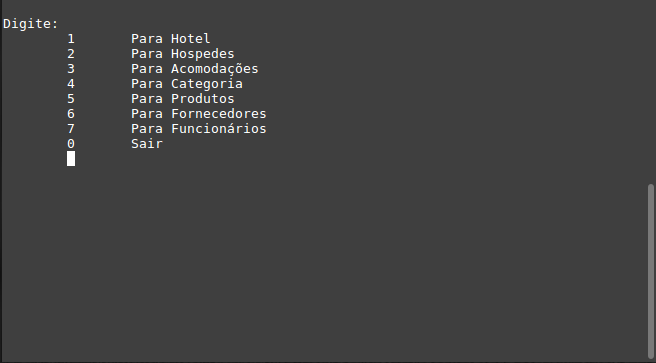 Digite:
1 Para Hotel
2 Para Hospedes
3 Para Acomodações
4 Para Categoria
5 Para Produtos
6 Para Fornecedores
7 Para Funcionários
0 Sair